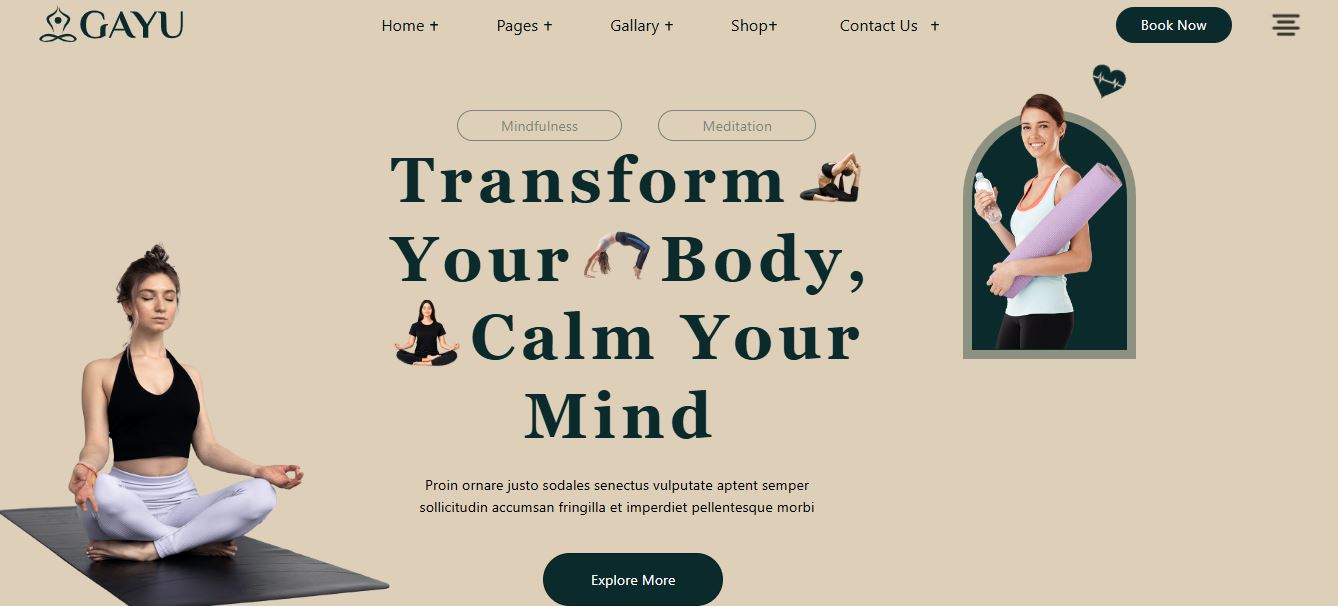 GAYU
Home + Pages + Gallary + Shop+ Contact Us + Book Now
Mindfulness Meditation
Transform
Your Body,
Calm Your
Mind
Proin ornare justo sodales senectus vulputate aptent semper
sollicitudin accumsan fringilla et imperdiet pellentesque morbi
Explore More